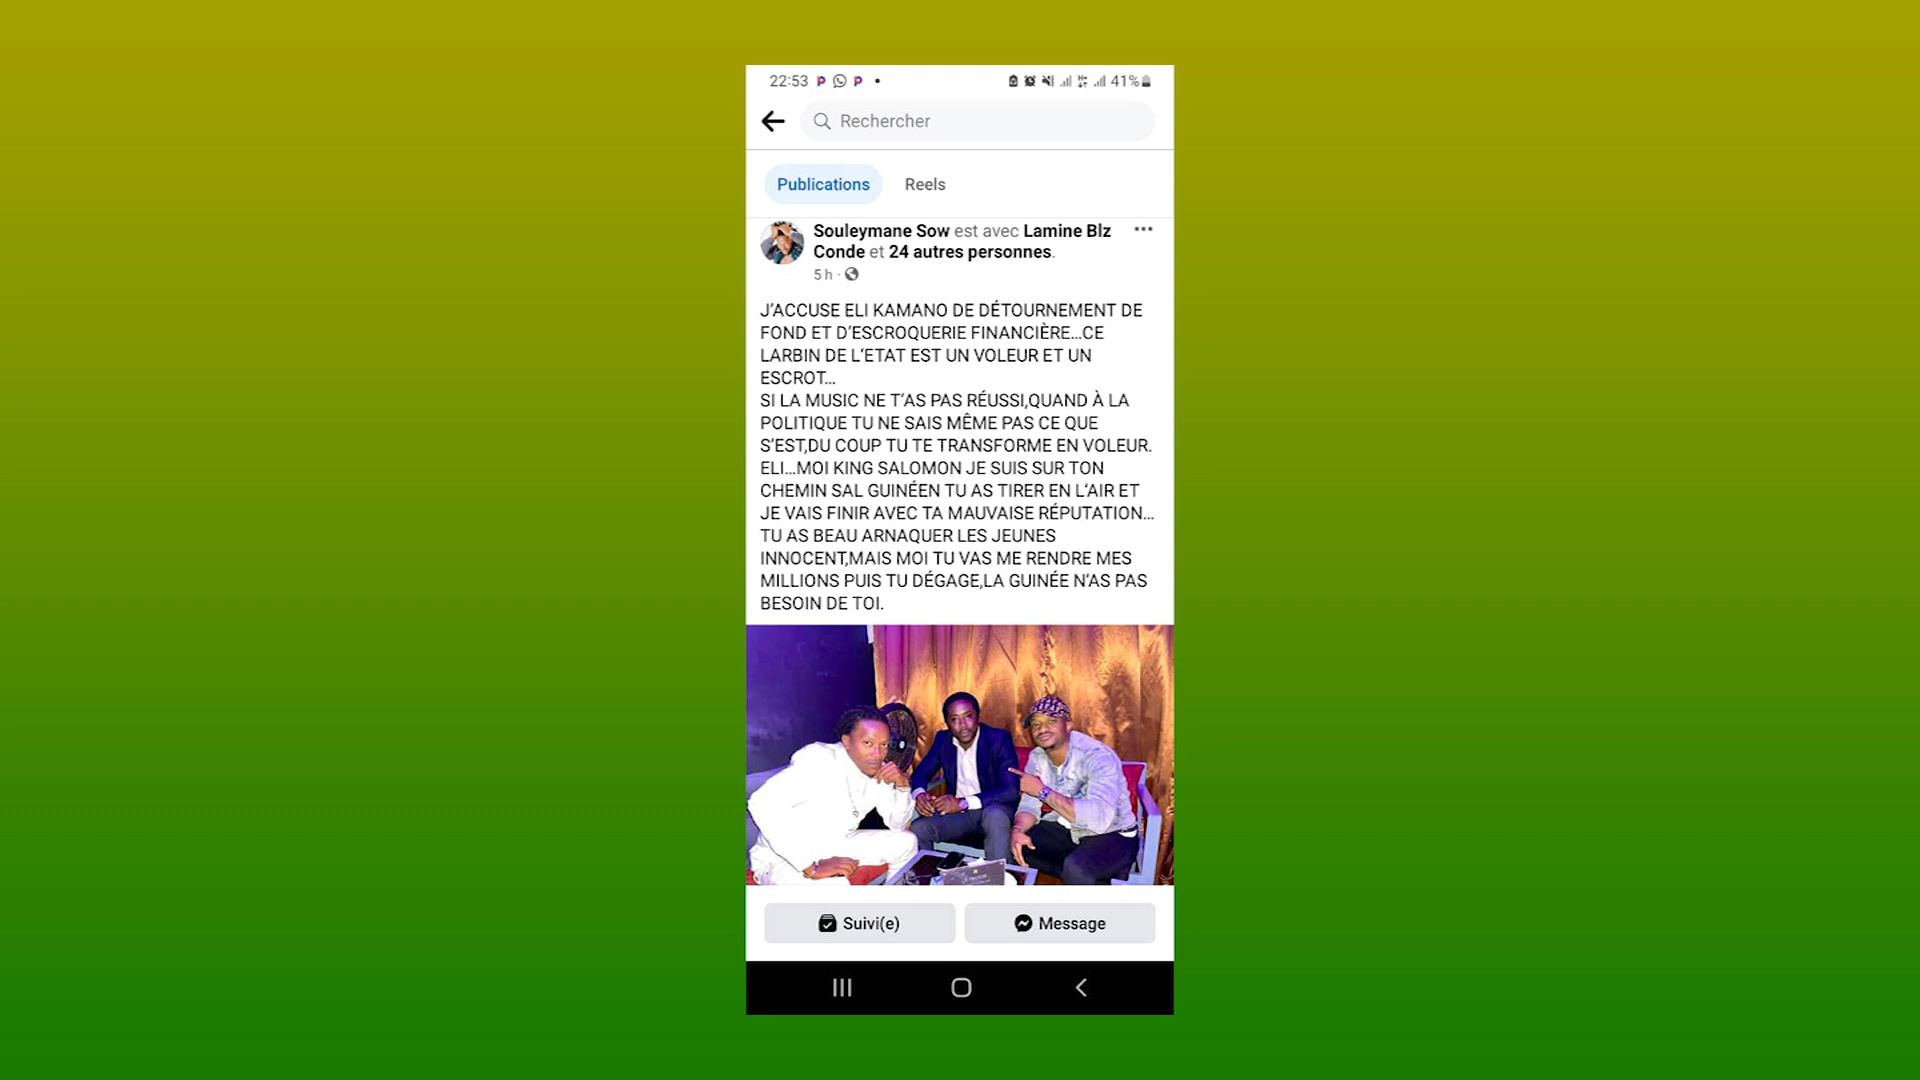 22:53
41%
Rechercher
Publications
Reels
Souleymane Sow est avec Lamine Blz
Conde et 24 autres personnes.
5 h ·
J’ACCUSE ELI KAMANO DE DÉTOURNEMENT DE
FOND ET D’ESCROQUERIE FINANCIÈRE…CE
LARBIN DE L’ETAT EST UN VOLEUR ET UN
ESCROT…
SI LA MUSIC NE T’AS PAS RÉUSSI,QUAND À LA
POLITIQUE TU NE SAIS MÊME PAS CE QUE
S’EST,DU COUP TU TE TRANSFORME EN VOLEUR.
ELI…MOI KING SALOMON JE SUIS SUR TON
CHEMIN SAL GUINÉEN TU AS TIRER EN L’AIR ET
JE VAIS FINIR AVEC TA MAUVAISE RÉPUTATION…
TU AS BEAU ARNAQUER LES JEUNES
INNOCENT,MAIS MOI TU VAS ME RENDRE MES
MILLIONS PUIS TU DÉGAGE,LA GUINÉE N’AS PAS
BESOIN DE TOI.
Suivi(e)
Message